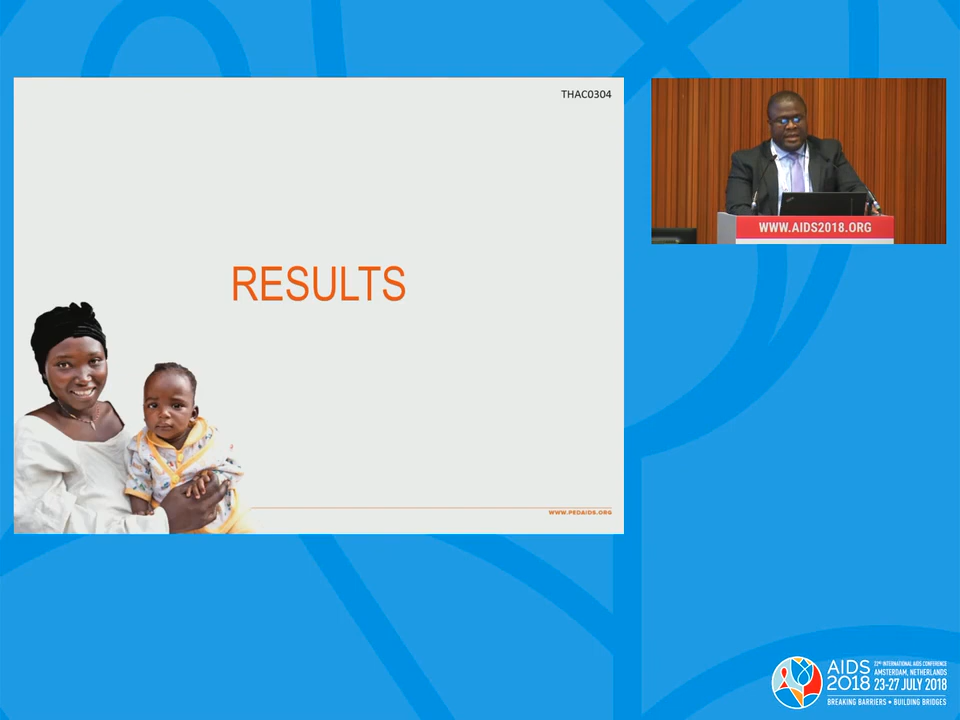 THAC0304
RESULTS
WWW.PEDAIDS.ORG
WWW.AIDS2018.ORG
AIDS
2018
22ND INTERNATIONAL AIDS CONFERENCE
AMSTERDAM, NETHERLANDS
23-27 JULY 2018
BREAKING BARRIERS • BUILDING BRIDGES